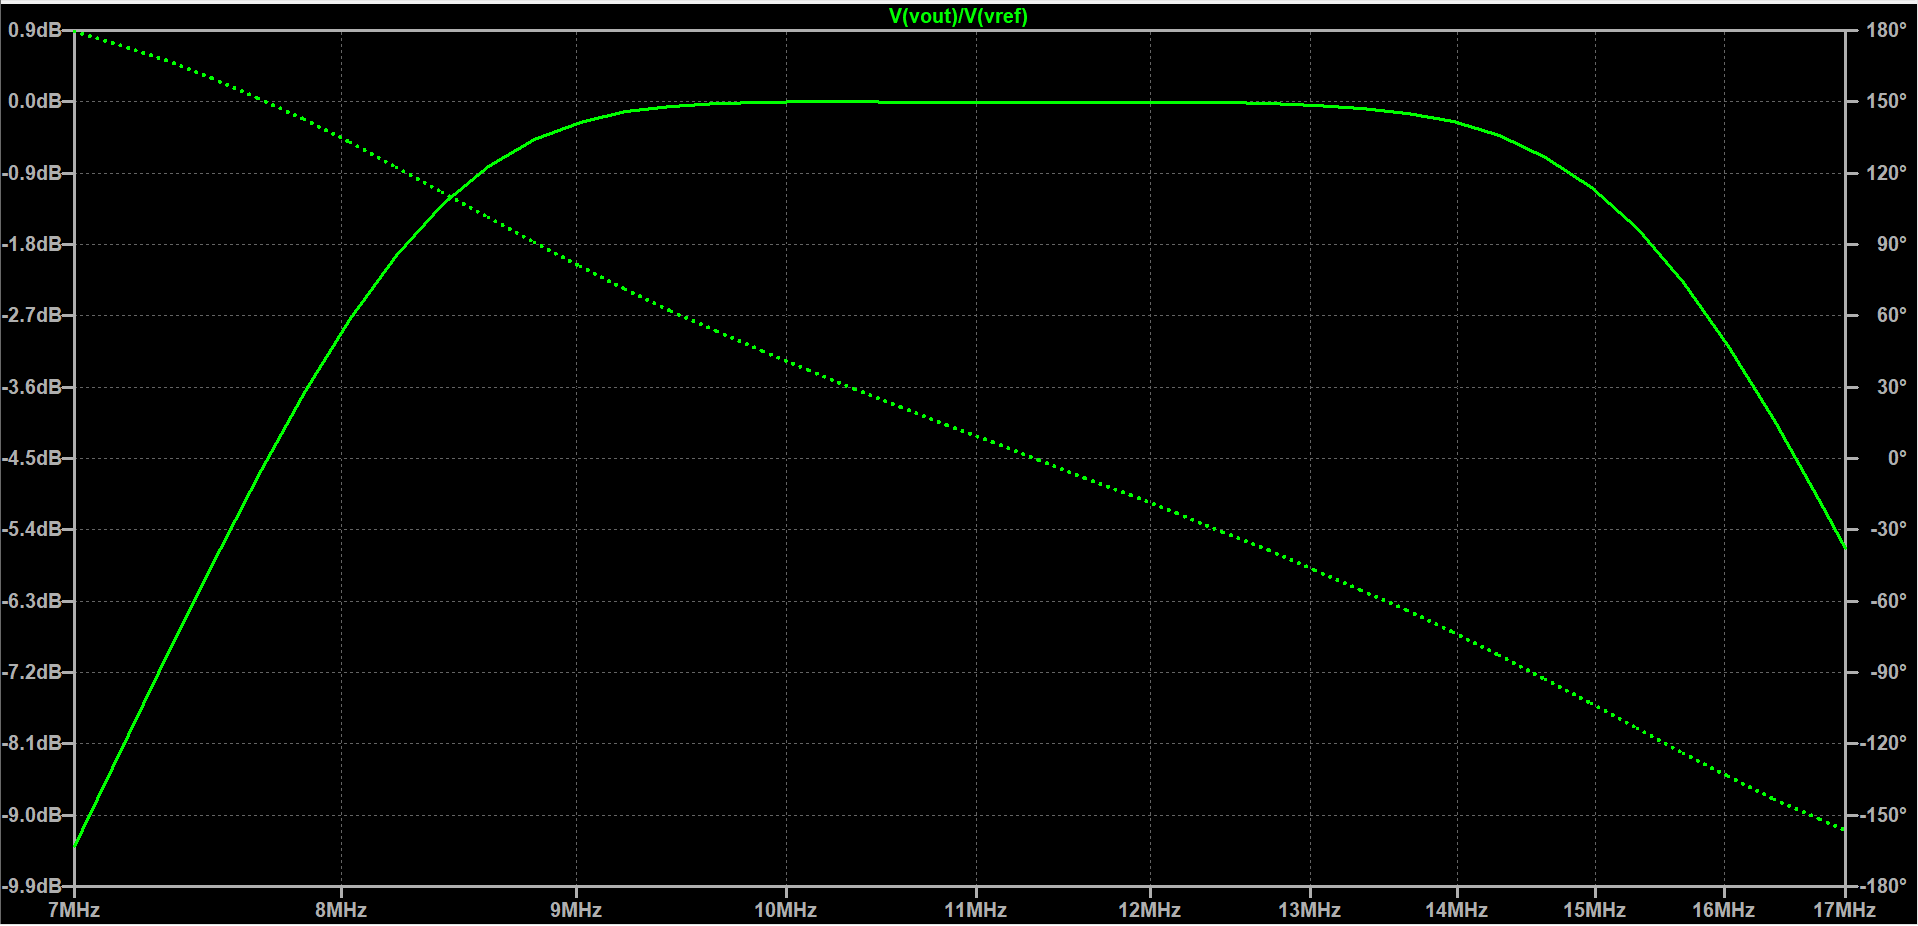 V(vout)/V(vref)
0.9dB 180°
0.0dB 150°
-0.9dB 120°
-1.8dB 90°
-2.7dB 60°
-3.6dB 30°
-4.5dB 0°
-5.4dB -30°
-6.3dB -60°
-7.2dB -90°
-8.1dB -120°
-9.0dB -150°
-9.9dB -180°
7MHz 8MHz 9MHz 10MHz 11MHz 12MHz 13MHz 14MHz 15MHz 16MHz 17MHz